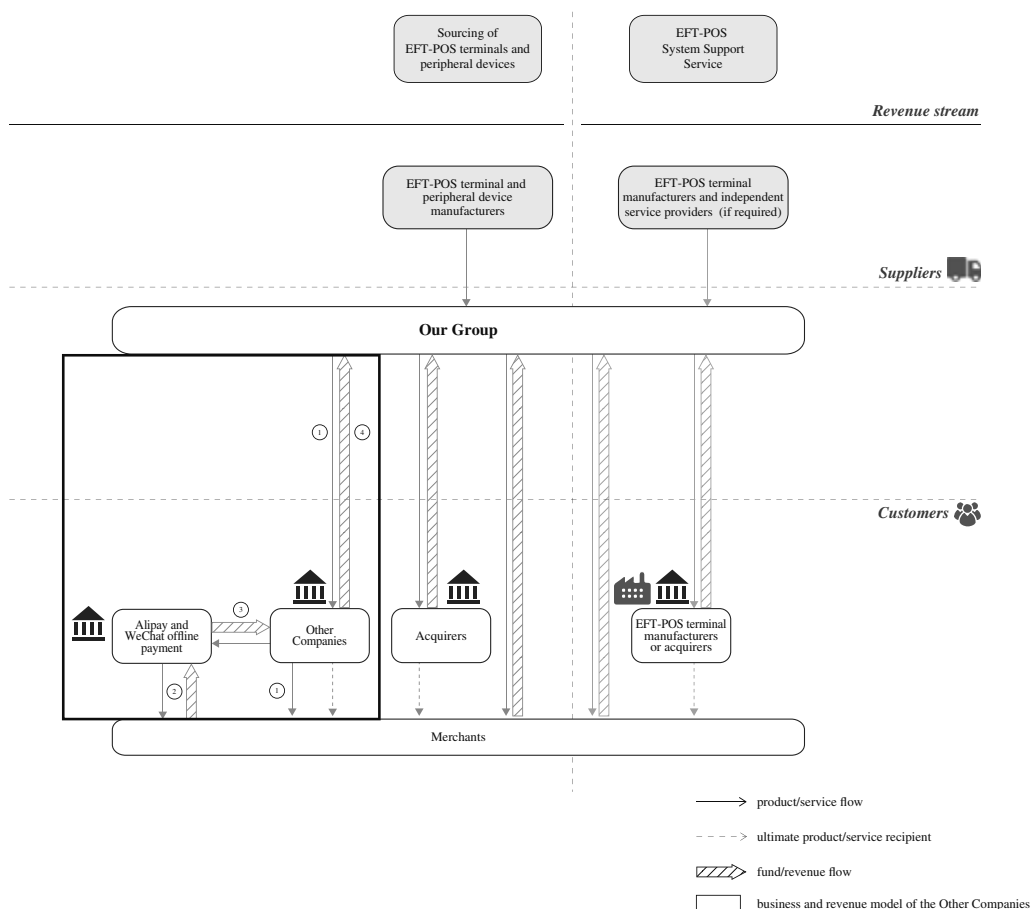 Sourcing of
EFT-POS terminals and
peripheral devices
EFT-POS
System Support
Service
Revenue stream
EFT-POS terminal and
peripheral device
manufacturers
EFT-POS terminal
manufacturers and independent
service providers (if required)
Suppliers
Our Group
1
4
Customers
Alipay and
WeChat offline
payment
3
Other
Companies
Acquirers
EFT-POS terminal
manufacturers
or acquirers
2
1
Merchants
product/service flow
ultimate product/service recipient
fund/revenue flow
business and revenue model of the Other Companies